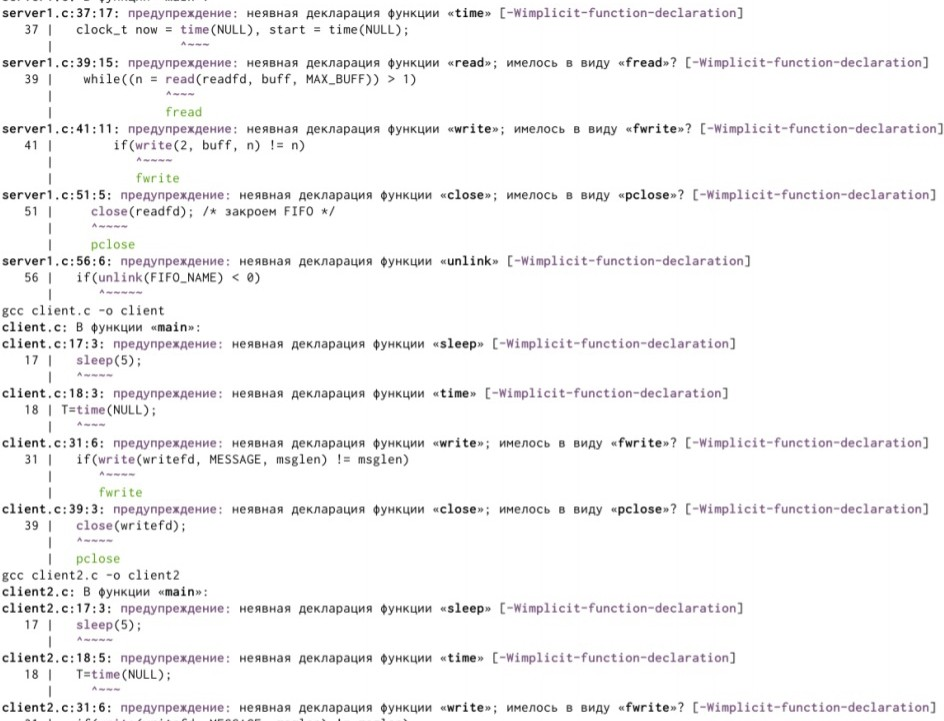 server1.c: В функции «main»:
server1.c:37:17: предупреждение: неявная декларация функции «time» [-Wimplicit-function-declaration]
37 | clock_t now = time(NULL), start = time(NULL);
| ^~~~
server1.c:39:15: предупреждение: неявная декларация функции «read»; имелось в виду «fread»? [-Wimplicit-function-declaration]
39 | while((n = read(readfd, buff, MAX_BUFF)) > 1)
| ^~~~
| fread
server1.c:41:11: предупреждение: неявная декларация функции «write»; имелось в виду «fwrite»? [-Wimplicit-function-declaration]
41 | if(write(2, buff, n) != n)
| ^~~~~
| fwrite
server1.c:51:5: предупреждение: неявная декларация функции «close»; имелось в виду «pclose»? [-Wimplicit-function-declaration]
51 | close(readfd); /* закроем FIFO */
| ^~~~~
| pclose
server1.c:56:6: предупреждение: неявная декларация функции «unlink» [-Wimplicit-function-declaration]
56 | if(unlink(FIFO_NAME) < 0)
| ^~~~~~
gcc client.c -o client
client.c: В функции «main»:
client.c:17:3: предупреждение: неявная декларация функции «sleep» [-Wimplicit-function-declaration]
17 | sleep(5);
| ^~~~~
client.c:18:3: предупреждение: неявная декларация функции «time» [-Wimplicit-function-declaration]
18 | T=time(NULL);
| ^~~~
client.c:31:6: предупреждение: неявная декларация функции «write»; имелось в виду «fwrite»? [-Wimplicit-function-declaration]
31 | if(write(writefd, MESSAGE, msglen) != msglen)
| ^~~~~
| fwrite
client.c:39:3: предупреждение: неявная декларация функции «close»; имелось в виду «pclose»? [-Wimplicit-function-declaration]
39 | close(writefd);
| ^~~~~
| pclose
gcc client2.c -o client2
client2.c: В функции «main»:
client2.c:17:3: предупреждение: неявная декларация функции «sleep» [-Wimplicit-function-declaration]
17 | sleep(5);
| ^~~~~
client2.c:18:5: предупреждение: неявная декларация функции «time» [-Wimplicit-function-declaration]
18 | T=time(NULL);
| ^~~~
client2.c:31:6: предупреждение: неявная декларация функции «write»; имелось в виду «fwrite»? [-Wimplicit-function-declaration]